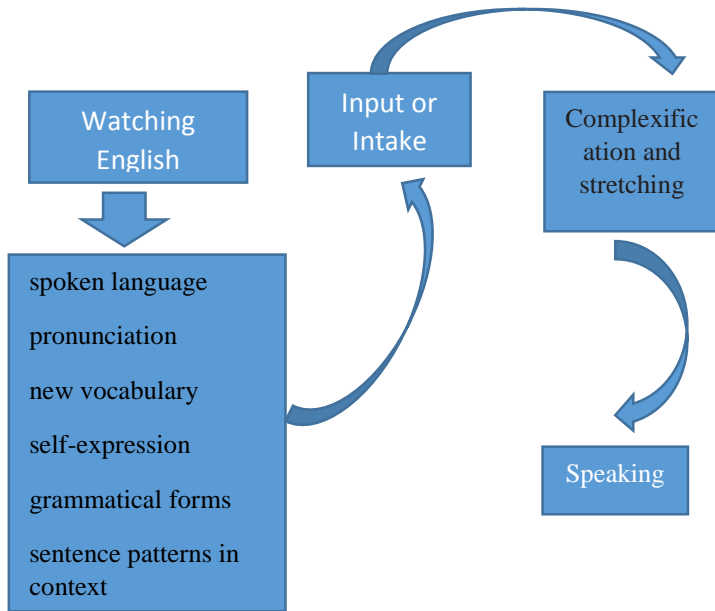 Watching
English
spoken language
pronunciation
new vocabulary
self-expression
grammatical forms
sentence patterns in
context
Input or
Intake
Complexific
ation and
stretching
Speaking